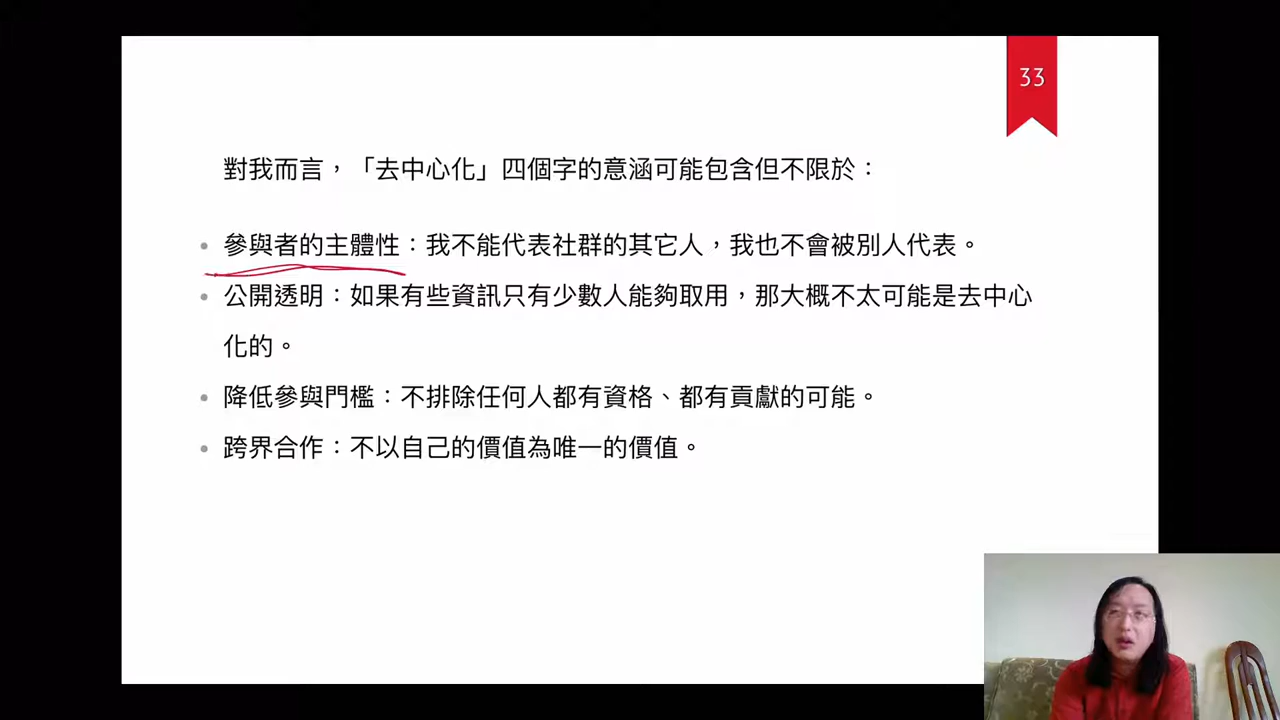 33
對我而言，「去中心化」四個字的意涵可能包含但不限於：
參與者的主體性：我不能代表社群的其它人，我也不會被別人代表。
公開透明：如果有些資訊只有少數人能夠取用，那大概不太可能是去中心
化的。
降低參與門檻：不排除任何人都有資格、都有貢獻的可能。
跨界合作：不以自己的價值為唯一的價值。